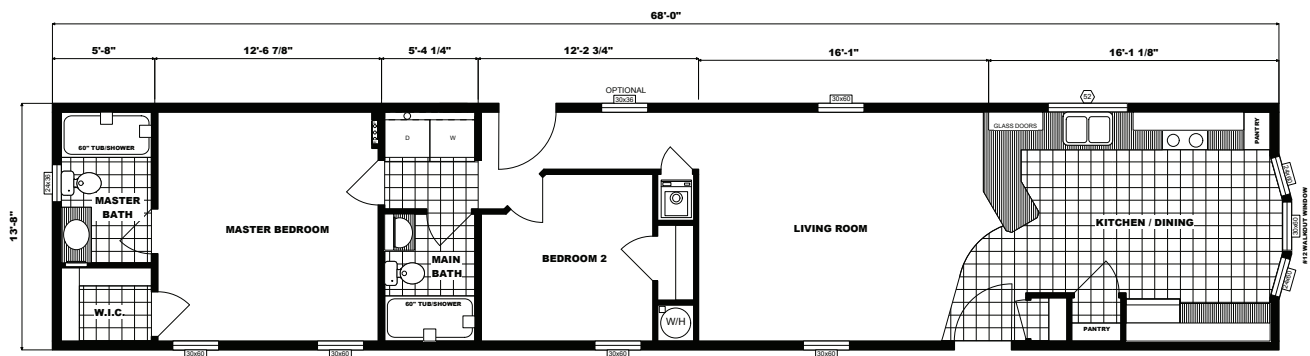 68'-0"
5'-8"
12'-6 7/8"
5'-4 1/4"
12'-2 3/4"
16'-1"
16'-1 1/8"
13'-8"
OPTIONAL
30x36
30x60
52
60" TUB/SHOWER
D
W
GLASS DOORS
PANTRY
24x36
MASTER
BATH
MASTER BEDROOM
MAIN
BATH
BEDROOM 2
LIVING ROOM
KITCHEN / DINING
24x60
30x60
24x60
#12 WALKOUT WINDOW
W.I.C.
60" TUB/SHOWER
W/H
PANTRY
30x60
30x60
30x60
30x60